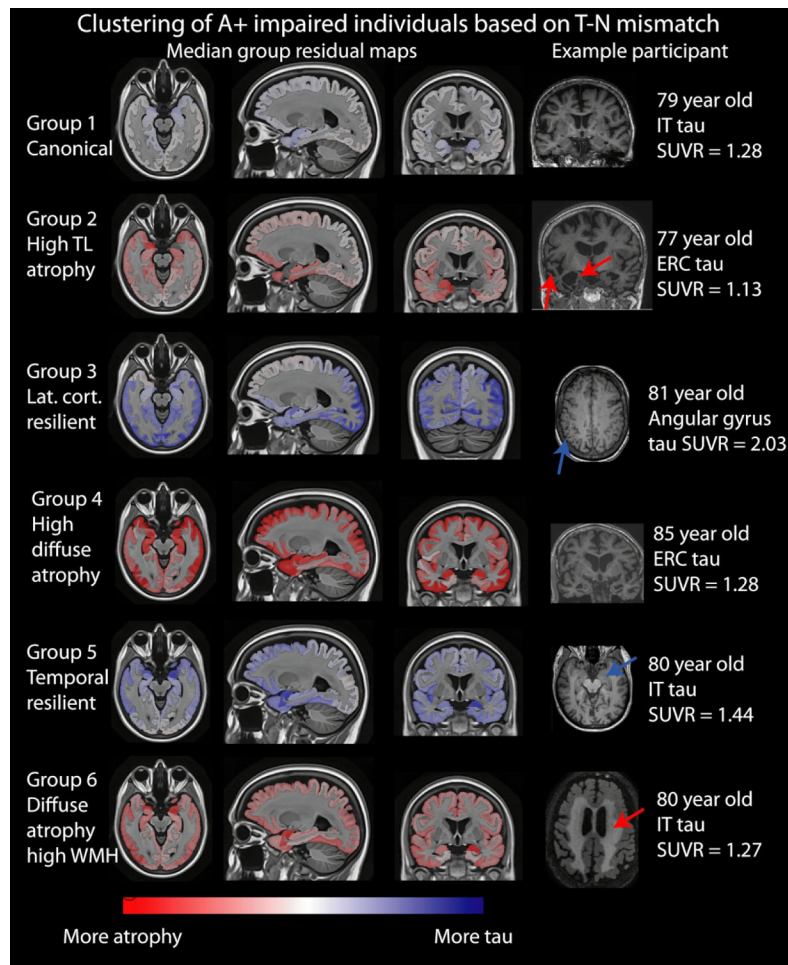 Clustering of A+ impaired individuals based on T-N mismatch
Median group residual maps
Example participant
Group 1
Canonical
79 year old
IT tau
SUVR = 1.28
Group 2
High TL
atrophy
77 year old
ERC tau
SUVR = 1.13
Group 3
Lat. cort.
resilient
81 year old
Angular gyrus
tau SUVR = 2.03
Group 4
High
diffuse
atrophy
85 year old
ERC tau
SUVR = 1.28
Group 5
Temporal
resilient
80 year old
IT tau
SUVR = 1.44
Group 6
Diffuse
atrophy
high WMH
80 year old
IT tau
SUVR = 1.27
More atrophy
More tau